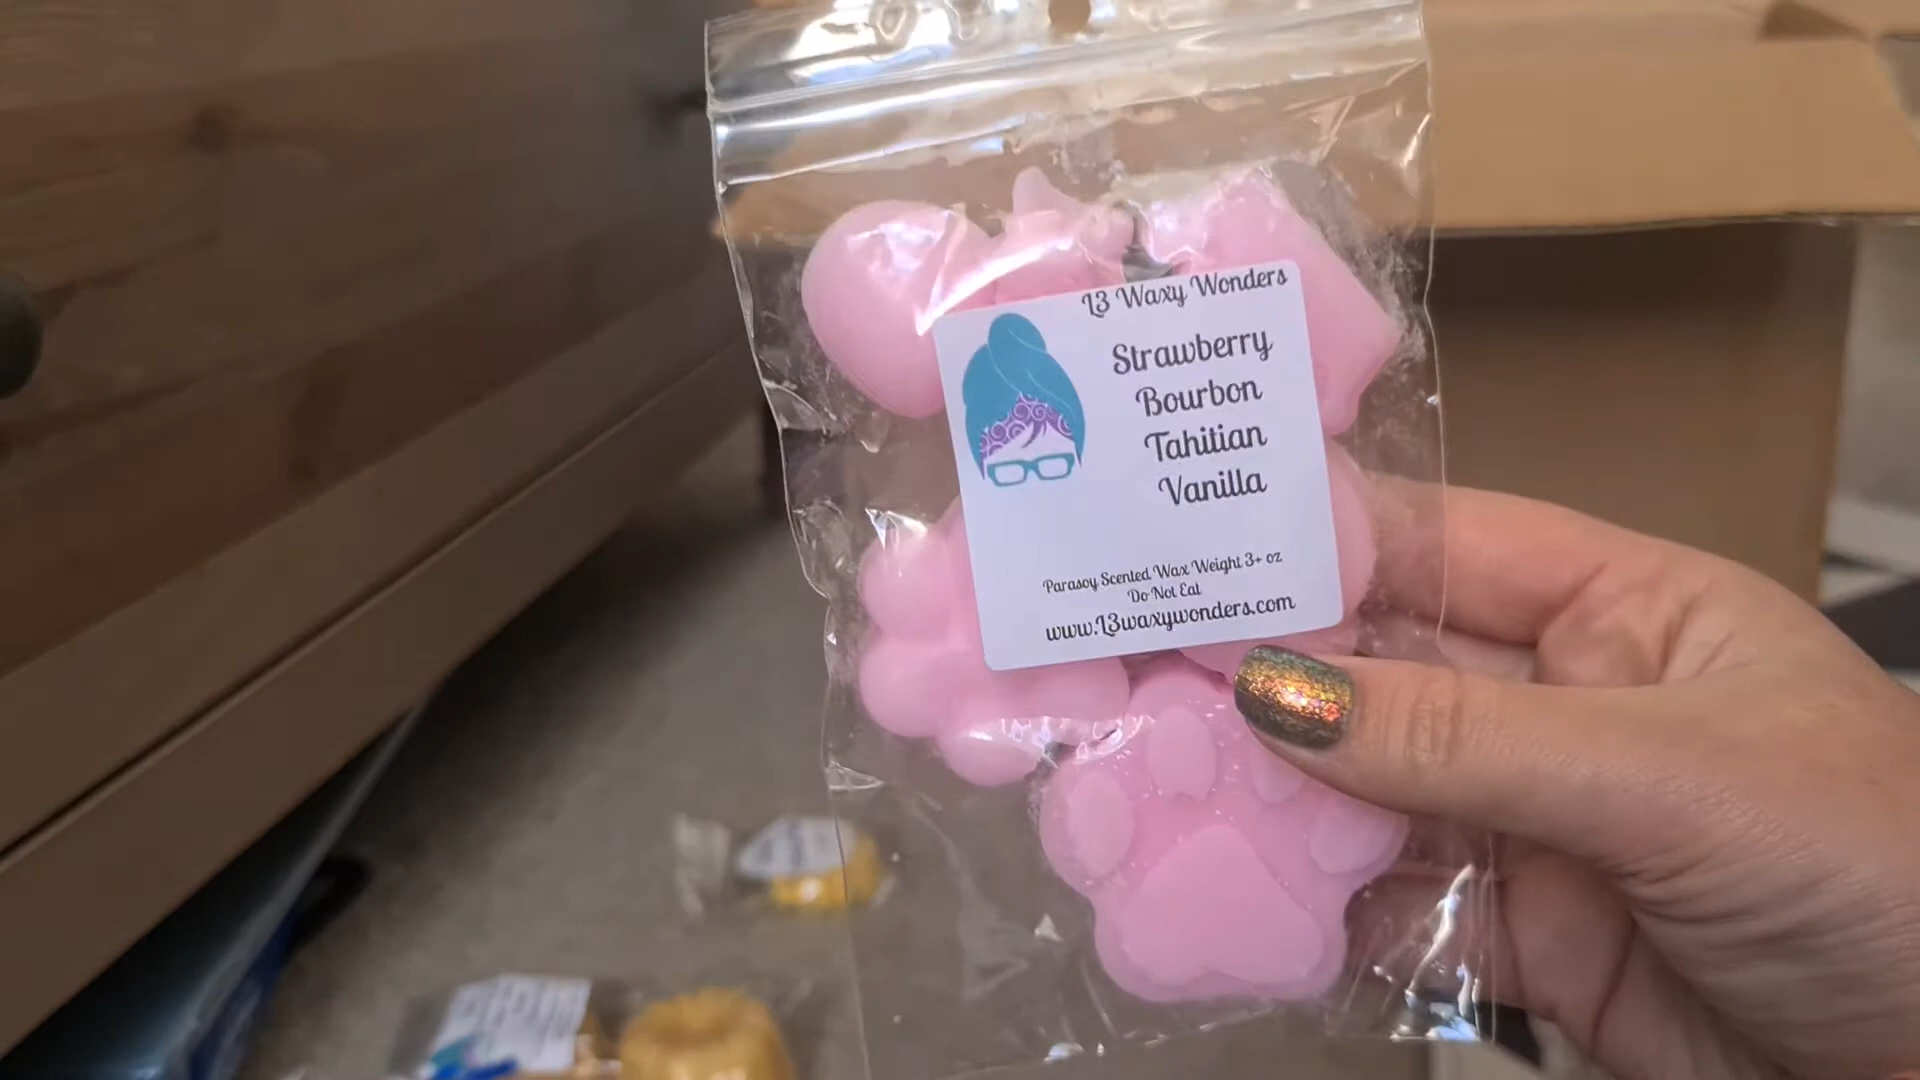 L3 Waxy Wonders
Strawberry
Bourbon
Tahitian
Vanilla
Parasoy Scented Wax Weight 3+ oz
Do Not Eat
www.L3waxywonders.com